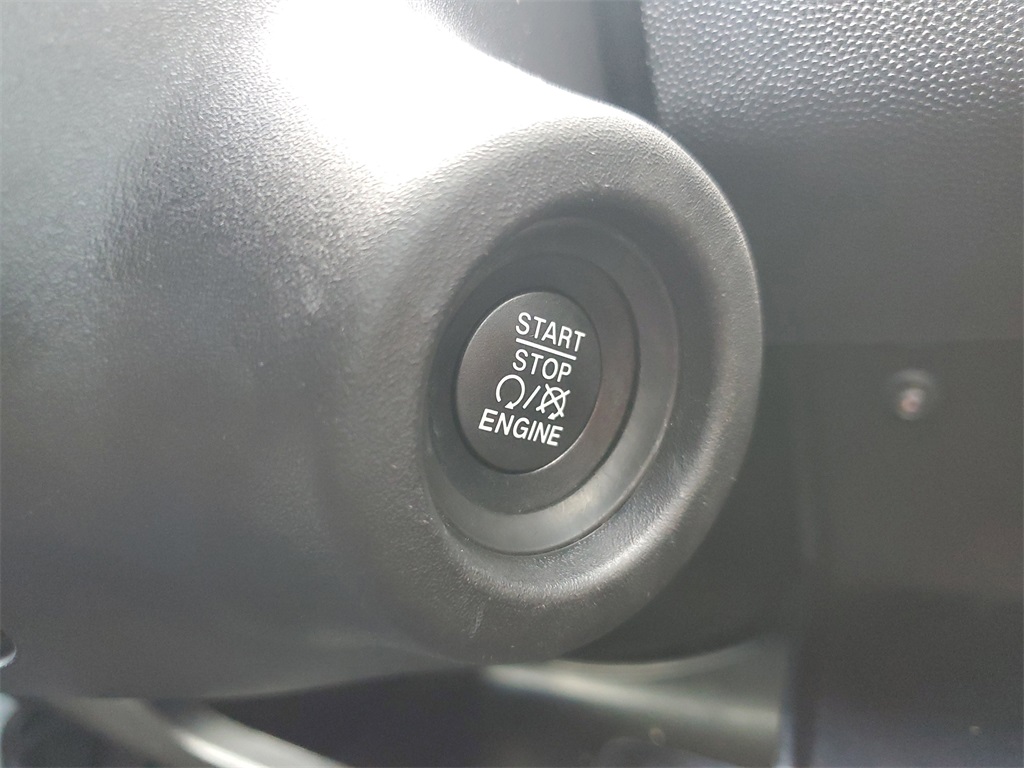 START
STOP
/
ENGINE